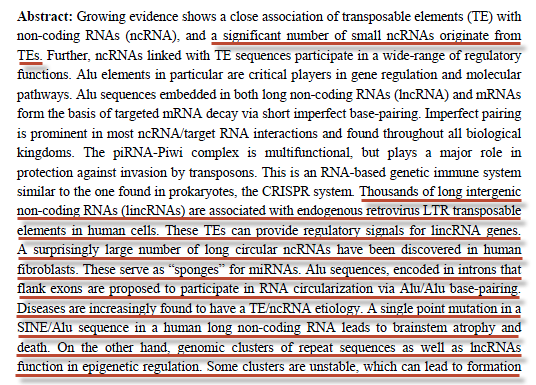 Abstract: Growing evidence shows a close association of transposable elements (TE) with
non-coding RNAs (ncRNA), and a significant number of small ncRNAs originate from
TEs. Further, ncRNAs linked with TE sequences participate in a wide-range of regulatory
functions. Alu elements in particular are critical players in gene regulation and molecular
pathways. Alu sequences embedded in both long non-coding RNAs (lncRNA) and mRNAs
form the basis of targeted mRNA decay via short imperfect base-pairing. Imperfect pairing
is prominent in most ncRNA/target RNA interactions and found throughout all biological
kingdoms. The piRNA-Piwi complex is multifunctional, but plays a major role in
protection against invasion by transposons. This is an RNA-based genetic immune system
similar to the one found in prokaryotes, the CRISPR system. Thousands of long intergenic
non-coding RNAs (lincRNAs) are associated with endogenous retrovirus LTR transposable
elements in human cells. These TEs can provide regulatory signals for lincRNA genes.
A surprisingly large number of long circular ncRNAs have been discovered in human
fibroblasts. These serve as “sponges” for miRNAs. Alu sequences, encoded in introns that
flank exons are proposed to participate in RNA circularization via Alu/Alu base-pairing.
Diseases are increasingly found to have a TE/ncRNA etiology. A single point mutation in a
SINE/Alu sequence in a human long non-coding RNA leads to brainstem atrophy and
death. On the other hand, genomic clusters of repeat sequences as well as lncRNAs
function in epigenetic regulation. Some clusters are unstable, which can lead to formation